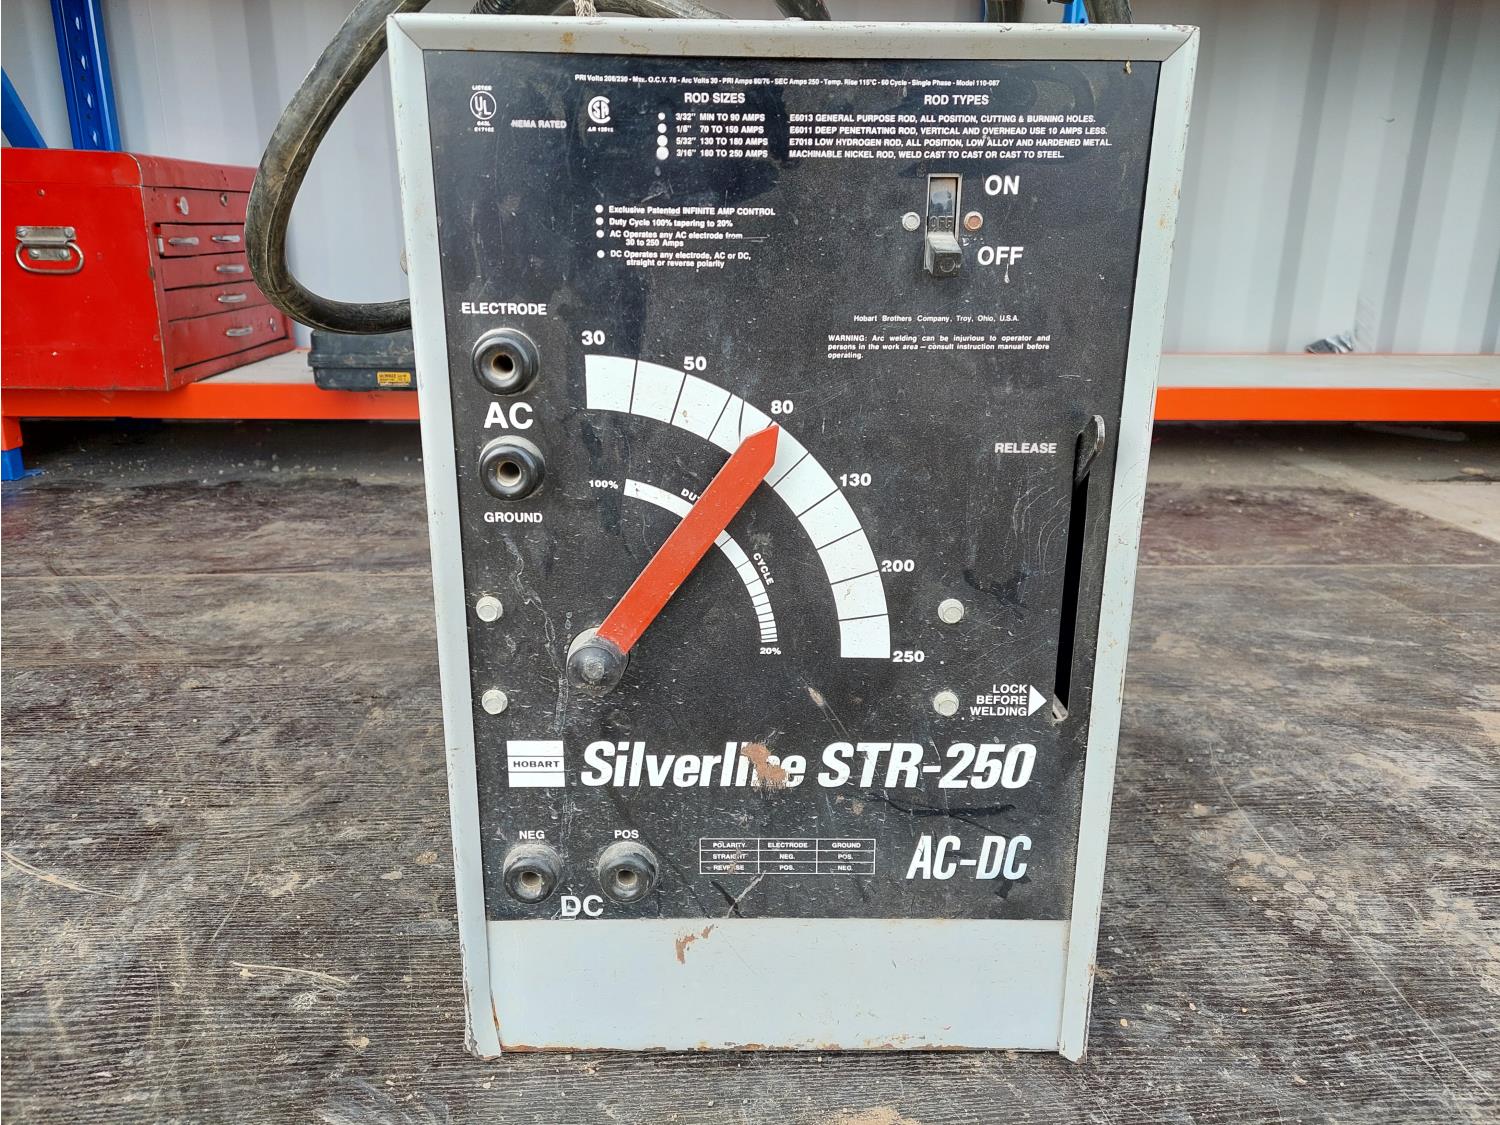 PRI Volts 208/230 - Max. O.C.V. 78 - Arc Volts 30 - PRI Amps 80/76 - SEC Amps 250 - Temp. Rise 115°C - 60 Cycle - Single Phase - Model 110-087
LISTED
UL
NEMA RATED
ROD SIZES
3/32" MIN TO 90 AMPS
1/8" 70 TO 150 AMPS
5/32" 130 TO 180 AMPS
3/16" 180 TO 250 AMPS
ROD TYPES
E6013 GENERAL PURPOSE ROD, ALL POSITION, CUTTING & BURNING HOLES.
E6011 DEEP PENETRATING ROD, VERTICAL AND OVERHEAD USE 10 AMPS LESS.
E7018 LOW HYDROGEN ROD, ALL POSITION, LOW ALLOY AND HARDENED METAL.
MACHINABLE NICKEL ROD, WELD CAST TO CAST OR CAST TO STEEL.
ON
OFF
OFF
Exclusive Patented INFINITE AMP CONTROL
Duty Cycle 100% tapering to 20%
AC Operates any AC electrode from
30 to 250 Amps
DC Operates any electrode, AC or DC,
straight or reverse polarity
Hobart Brothers Company, Troy, Ohio, U.S.A.
WARNING: Arc welding can be injurious to operator and
persons in the work area — consult instruction manual before
operating.
ELECTRODE
AC
GROUND
30
50
80
130
200
250
100%
CYCLE
20%
RELEASE
LOCK
BEFORE
WELDING
HOBART
Silverline STR-250
AC-DC
NEG
POS
DC
POLARITY ELECTRODE GROUND
STRAIGHT NEG. POS.
REVERSE POS. NEG.